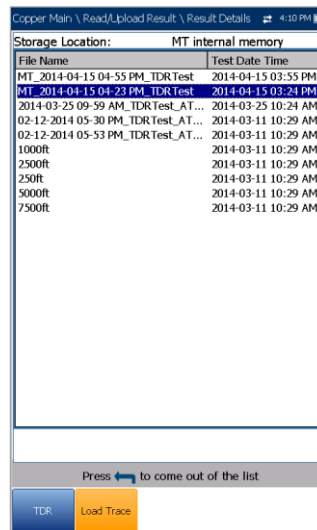 Copper Main \ Read/Upload Result \ Result Details 4:10 PM
Storage Location: MT internal memory
File Name Test Date Time
MT_2014-04-15 04-55 PM_TDRTest 2014-04-15 03:55 PM
MT_2014-04-15 04-23 PM_TDRTest 2014-04-15 03:24 PM
2014-03-25 09-59 AM_TDRTest_AT... 2014-03-25 10:24 AM
02-12-2014 05-30 PM_TDRTest_AT... 2014-03-11 10:29 AM
02-12-2014 05-53 PM_TDRTest_AT... 2014-03-11 10:29 AM
1000ft 2014-03-11 10:29 AM
2500ft 2014-03-11 10:29 AM
250ft 2014-03-11 10:29 AM
5000ft 2014-03-11 10:29 AM
7500ft 2014-03-11 10:29 AM
Press to come out of the list
TDR Load Trace